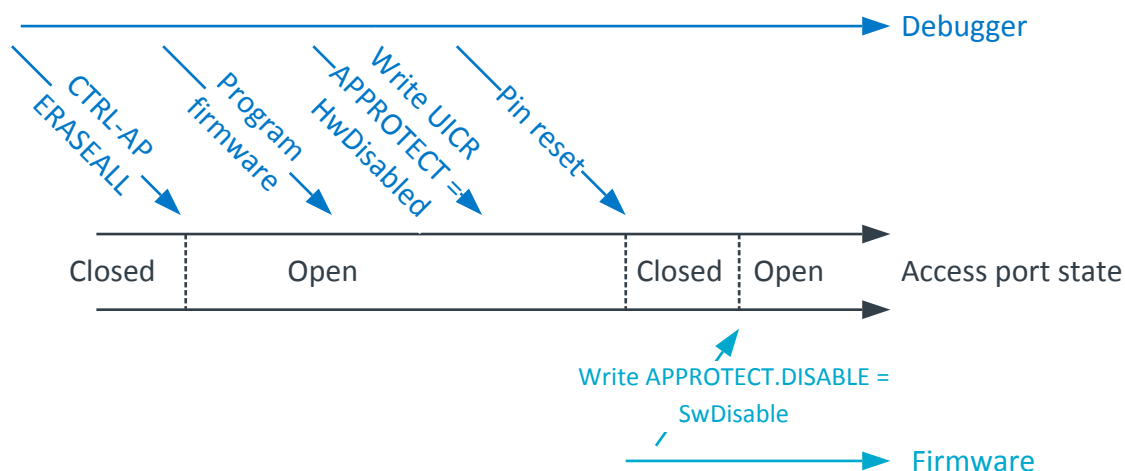 Debugger
CTRL-AP
ERASEALL
Program
firmware
Write UICR
APPROTECT =
HwDisabled
Pin reset
Closed
Open
Closed
Open
Access port state
Write APPROTECT.DISABLE =
SwDisable
Firmware